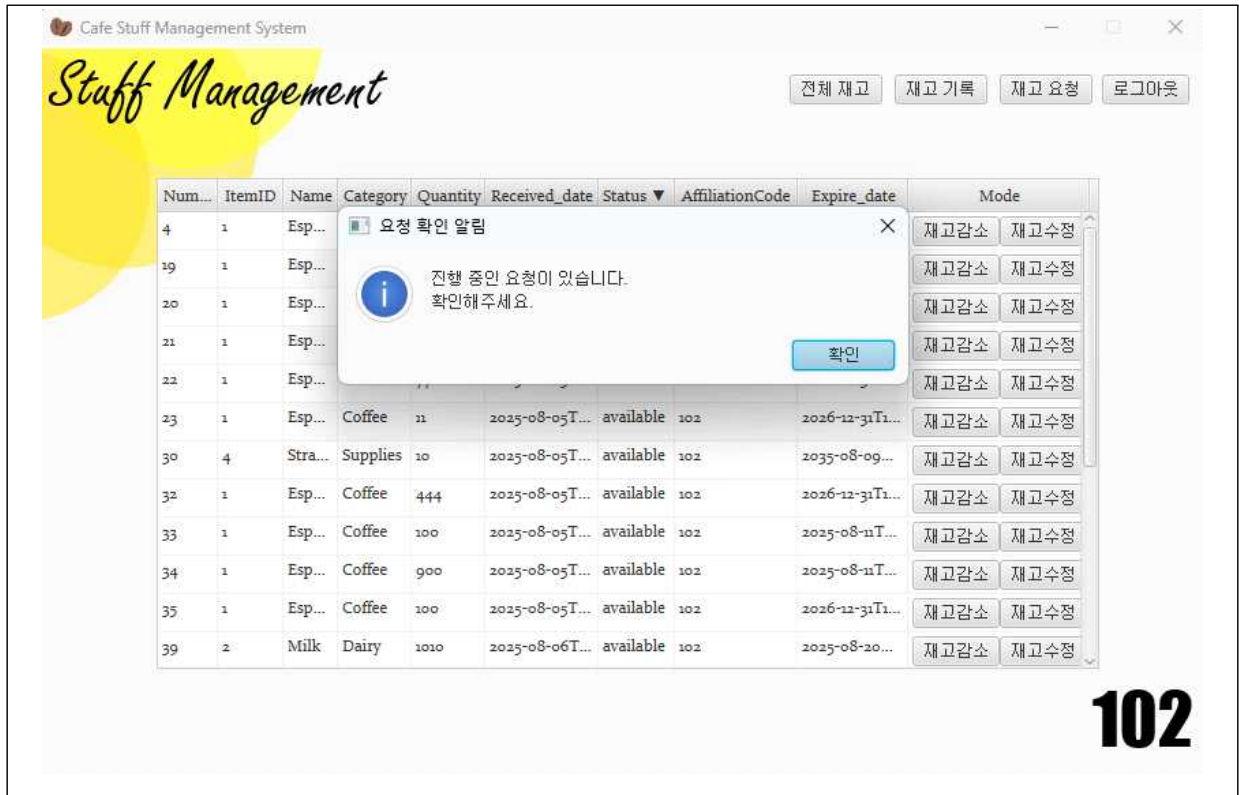 Cafe Stuff Management System
Stuff Management
전체 재고 재고 기록 재고 요청 로그아웃
Num... ItemID Name Category Quantity Received_date Status ▼ AffiliationCode Expire_date Mode
요청 확인 알림
진행 중인 요청이 있습니다.
확인해주세요.
확인
4 1 Esp... 재고감소 재고수정
19 1 Esp... 재고감소 재고수정
20 1 Esp... 재고감소 재고수정
21 1 Esp... 재고감소 재고수정
22 1 Esp... 재고감소 재고수정
23 1 Esp... Coffee 11 2025-08-05T... available 102 2026-12-31T1... 재고감소 재고수정
30 4 Stra... Supplies 10 2025-08-05T... available 102 2035-08-09... 재고감소 재고수정
32 1 Esp... Coffee 444 2025-08-05T... available 102 2026-12-31T1... 재고감소 재고수정
33 1 Esp... Coffee 100 2025-08-05T... available 102 2025-08-11T... 재고감소 재고수정
34 1 Esp... Coffee 900 2025-08-05T... available 102 2025-08-11T... 재고감소 재고수정
35 1 Esp... Coffee 100 2025-08-05T... available 102 2026-12-31T1... 재고감소 재고수정
39 2 Milk Dairy 1010 2025-08-06T... available 102 2025-08-20... 재고감소 재고수정
102